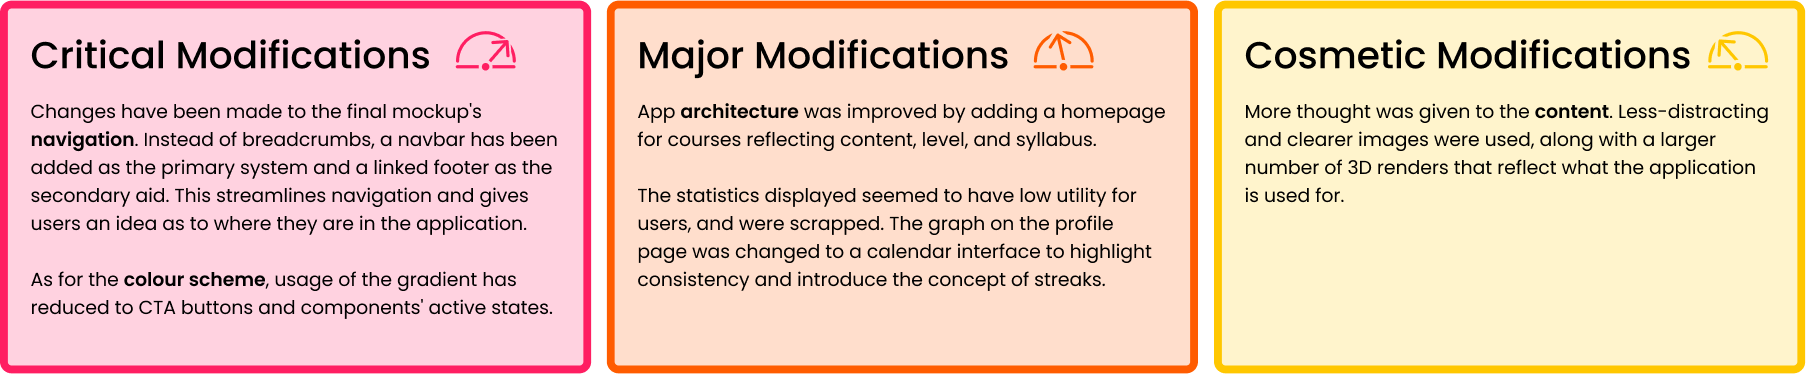 Critical Modifications
Changes have been made to the final mockup's
navigation. Instead of breadcrumbs, a navbar has been
added as the primary system and a linked footer as the
secondary aid. This streamlines navigation and gives
users an idea as to where they are in the application.
As for the colour scheme, usage of the gradient has
reduced to CTA buttons and components' active states.
Major Modifications
App architecture was improved by adding a homepage
for courses reflecting content, level, and syllabus.
The statistics displayed seemed to have low utility for
users, and were scrapped. The graph on the profile
page was changed to a calendar interface to highlight
consistency and introduce the concept of streaks.
Cosmetic Modifications
More thought was given to the content. Less-distracting
and clearer images were used, along with a larger
number of 3D renders that reflect what the application
is used for.